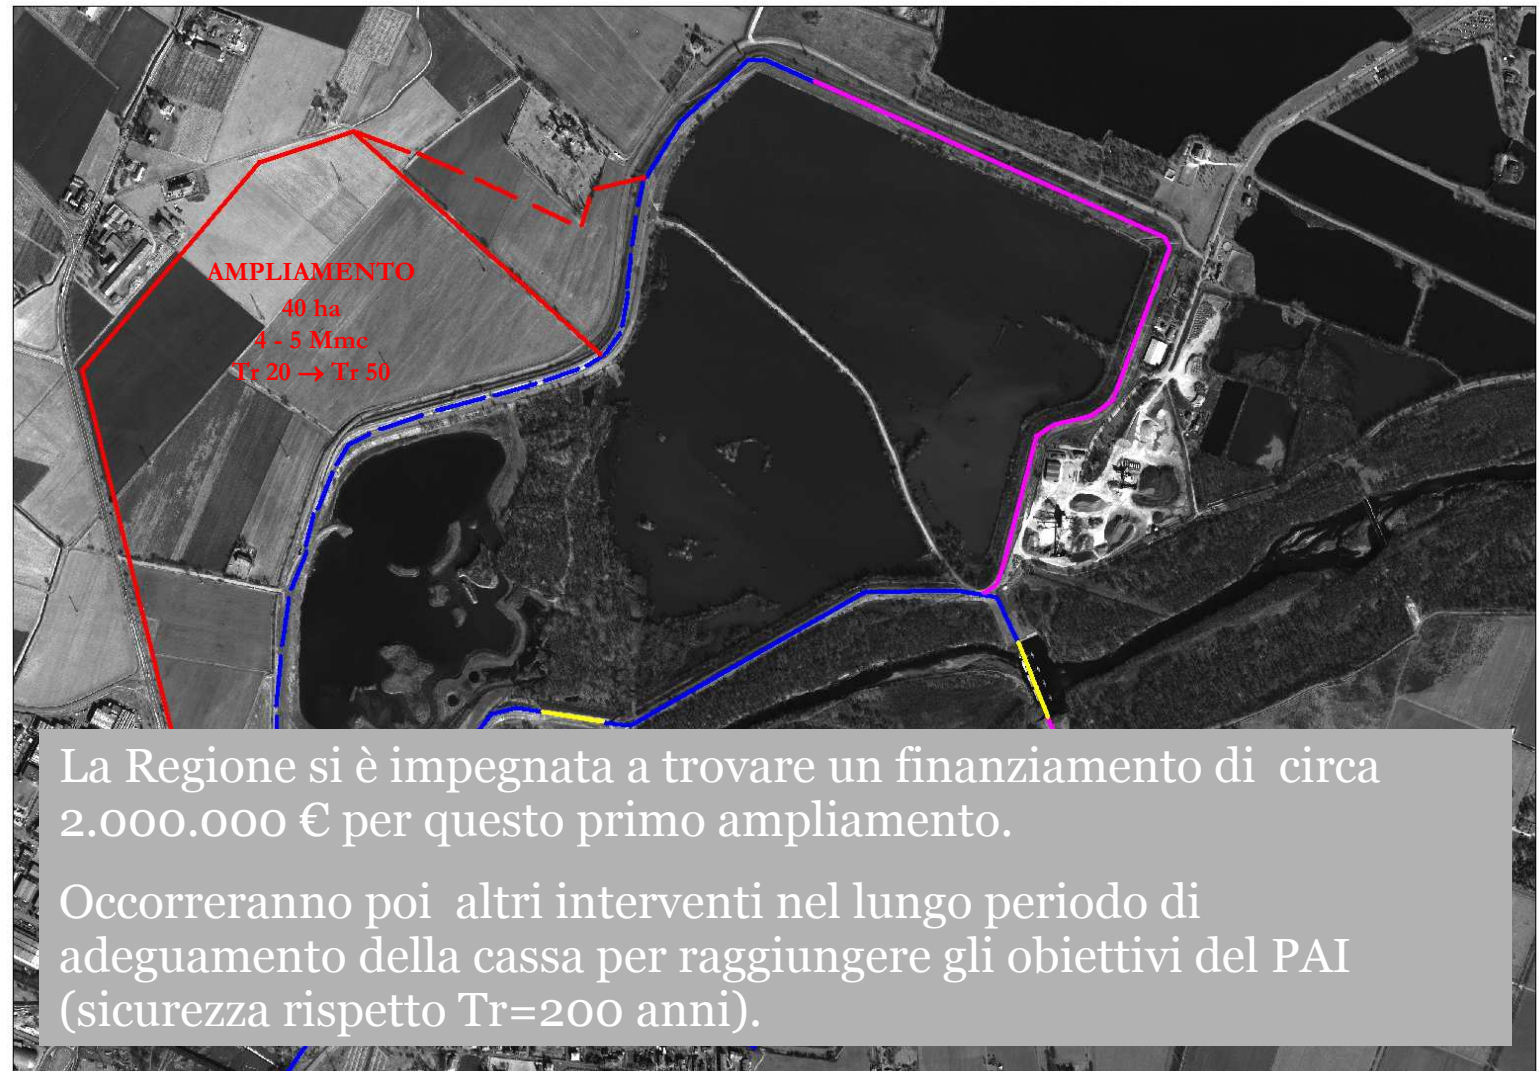 AMPLIAMENTO
40 ha
4 - 5 Mmc
Tr 20 → Tr 50
La Regione si è impegnata a trovare un finanziamento di  circa
2.000.000 € per questo primo ampliamento.
Occorreranno poi  altri interventi nel lungo periodo di
adeguamento della cassa per raggiungere gli obiettivi del PAI
(sicurezza rispetto Tr=200 anni).